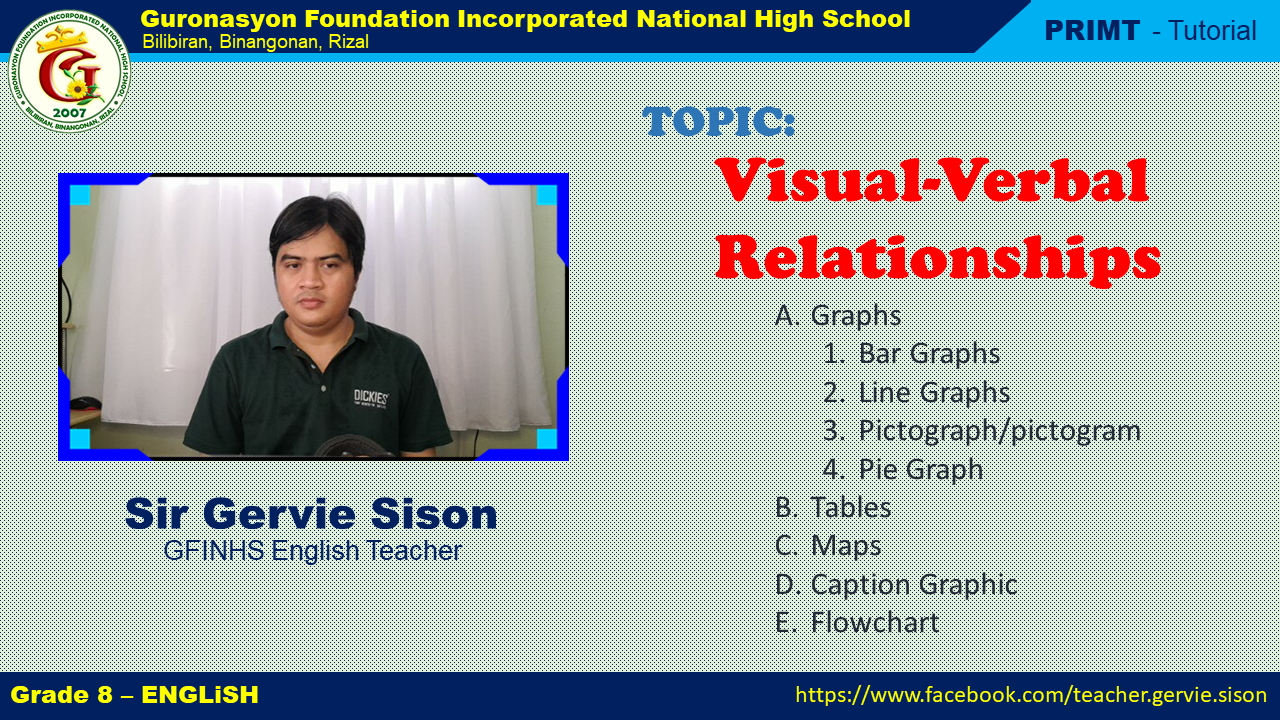 Guronasyon Foundation Incorporated National High School
Bilibiran, Binangonan, Rizal
PRIMT - Tutorial
GURONASYON FOUNDATION INCORPORATED NATIONAL HIGH SCHOOL
G
2007
BILIBIRAN, BINANGONAN, RIZAL
TOPIC:
Visual-Verbal
Relationships
A. Graphs
1. Bar Graphs
2. Line Graphs
3. Pictograph/pictogram
4. Pie Graph
B. Tables
C. Maps
D. Caption Graphic
E. Flowchart
DICKIES
Sir Gervie Sison
GFINHS English Teacher
Grade 8 – ENGLiSH
https://www.facebook.com/teacher.gervie.sison